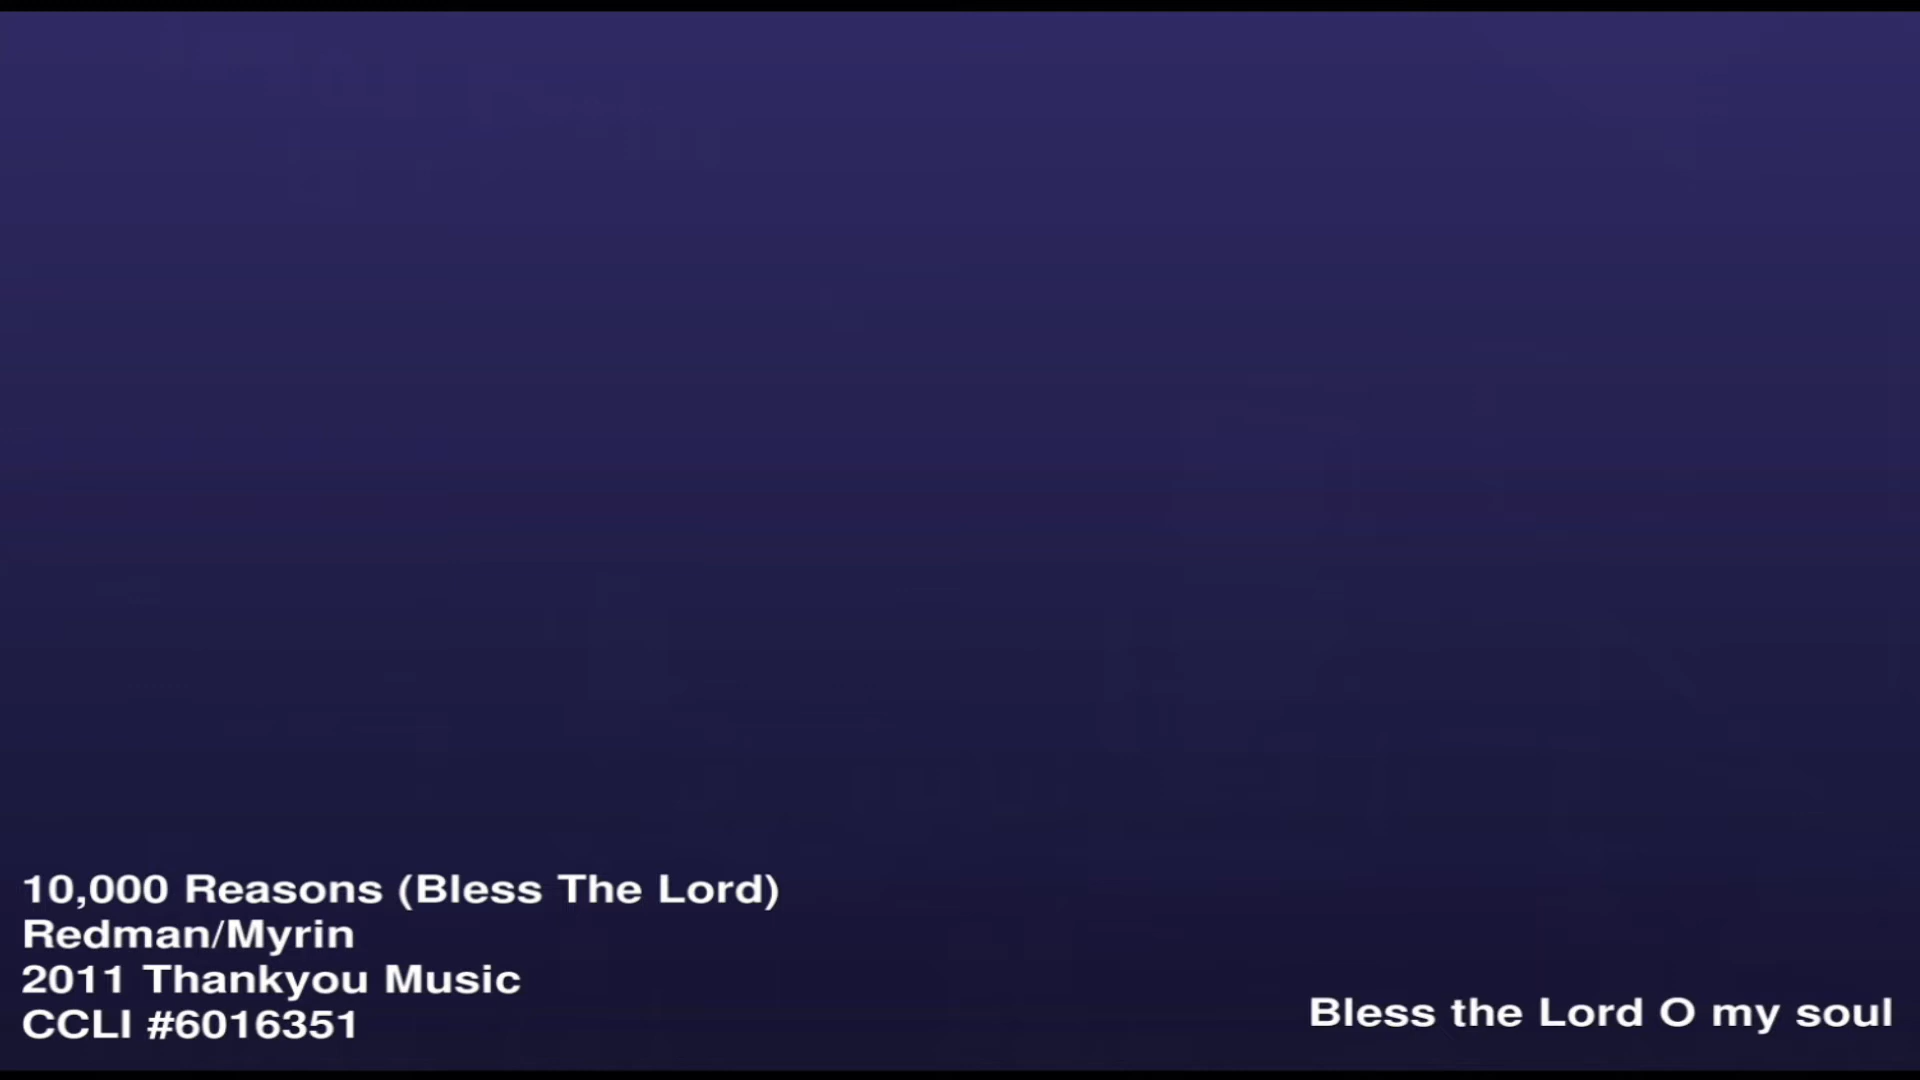 10,000 Reasons (Bless The Lord)
Redman/Myrin
2011 Thankyou Music
CCLI #6016351
Bless the Lord O my soul